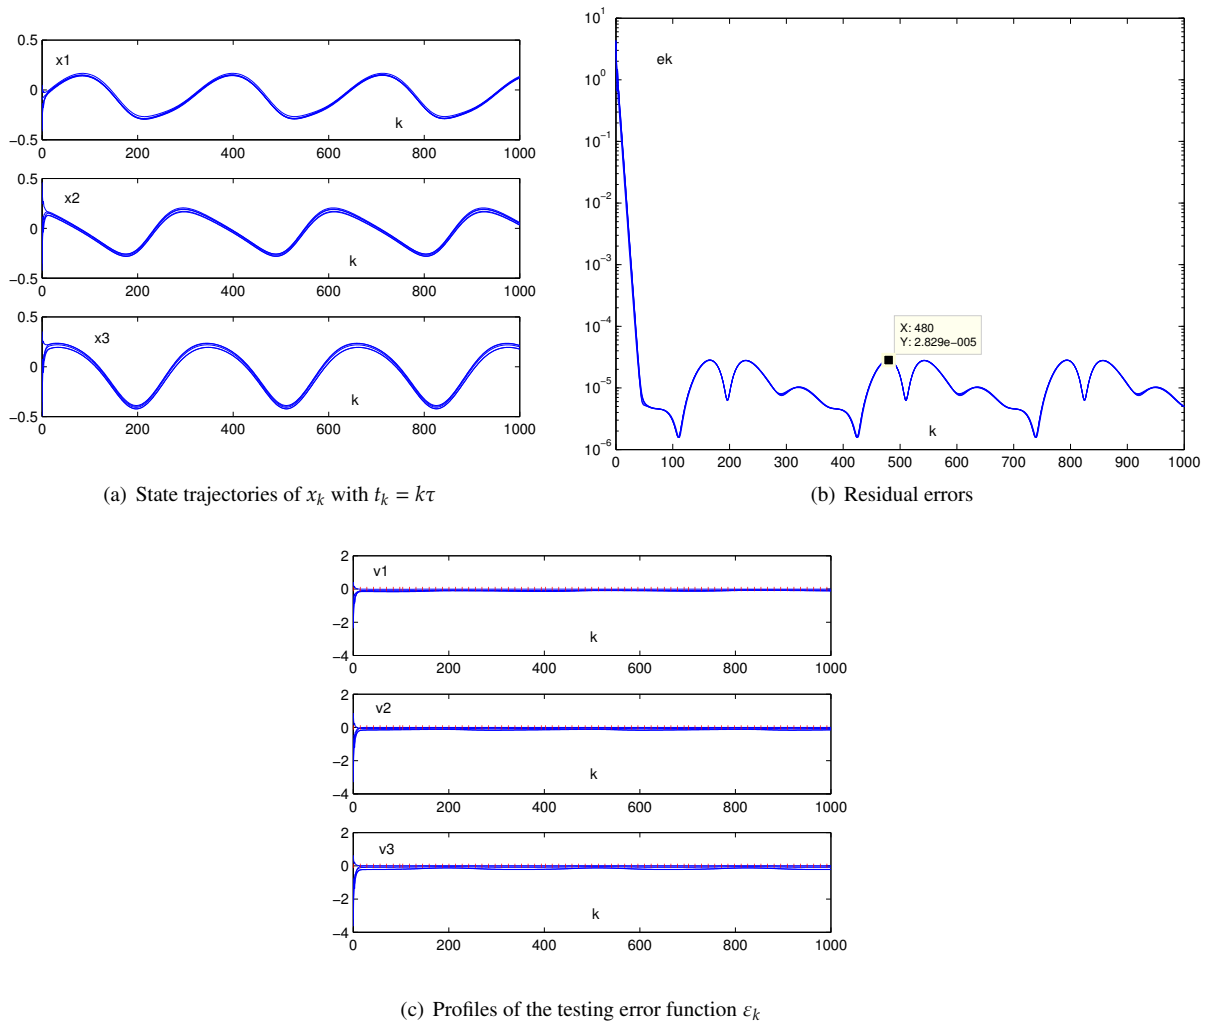 x1
0.5
0
−0.5
0 200 400 600 800 1000
k
x2
0.5
0
−0.5
0 200 400 600 800 1000
k
x3
0.5
0
−0.5
0 200 400 600 800 1000
k
(a) State trajectories of x_k with t_k = kτ
10^1
10^0
10^−1
10^−2
10^−3
10^−4
10^−5
10^−6
ek
X: 480
Y: 2.829e−005
k
0 100 200 300 400 500 600 700 800 900 1000
(b) Residual errors
v1
2
0
−2
−4
k
0 200 400 600 800 1000
v2
2
0
−2
−4
k
0 200 400 600 800 1000
v3
2
0
−2
−4
k
0 200 400 600 800 1000
(c) Profiles of the testing error function ε_k